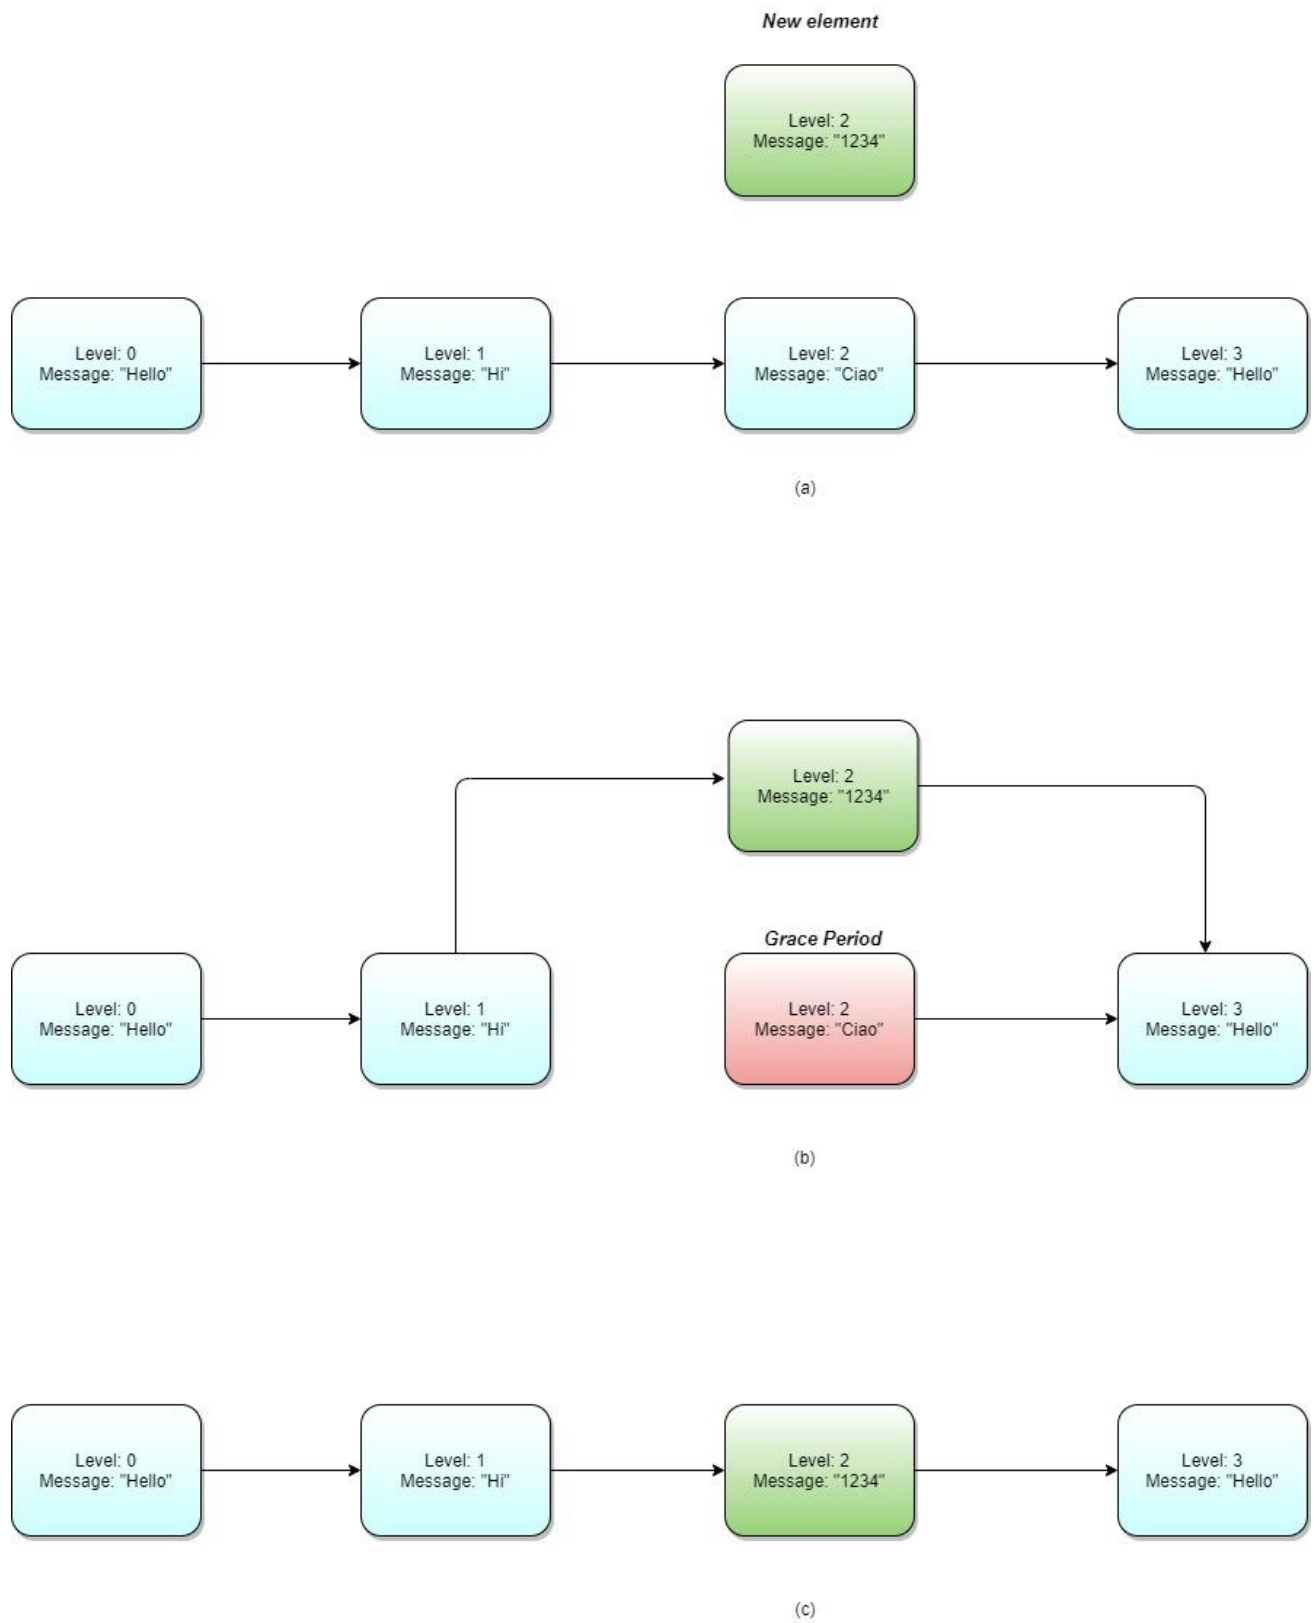 New element
Level: 2
Message: "1234"
Level: 0
Message: "Hello"
Level: 1
Message: "Hi"
Level: 2
Message: "Ciao"
Level: 3
Message: "Hello"
(a)
Level: 2
Message: "1234"
Grace Period
Level: 0
Message: "Hello"
Level: 1
Message: "Hi"
Level: 2
Message: "Ciao"
Level: 3
Message: "Hello"
(b)
Level: 0
Message: "Hello"
Level: 1
Message: "Hi"
Level: 2
Message: "1234"
Level: 3
Message: "Hello"
(c)